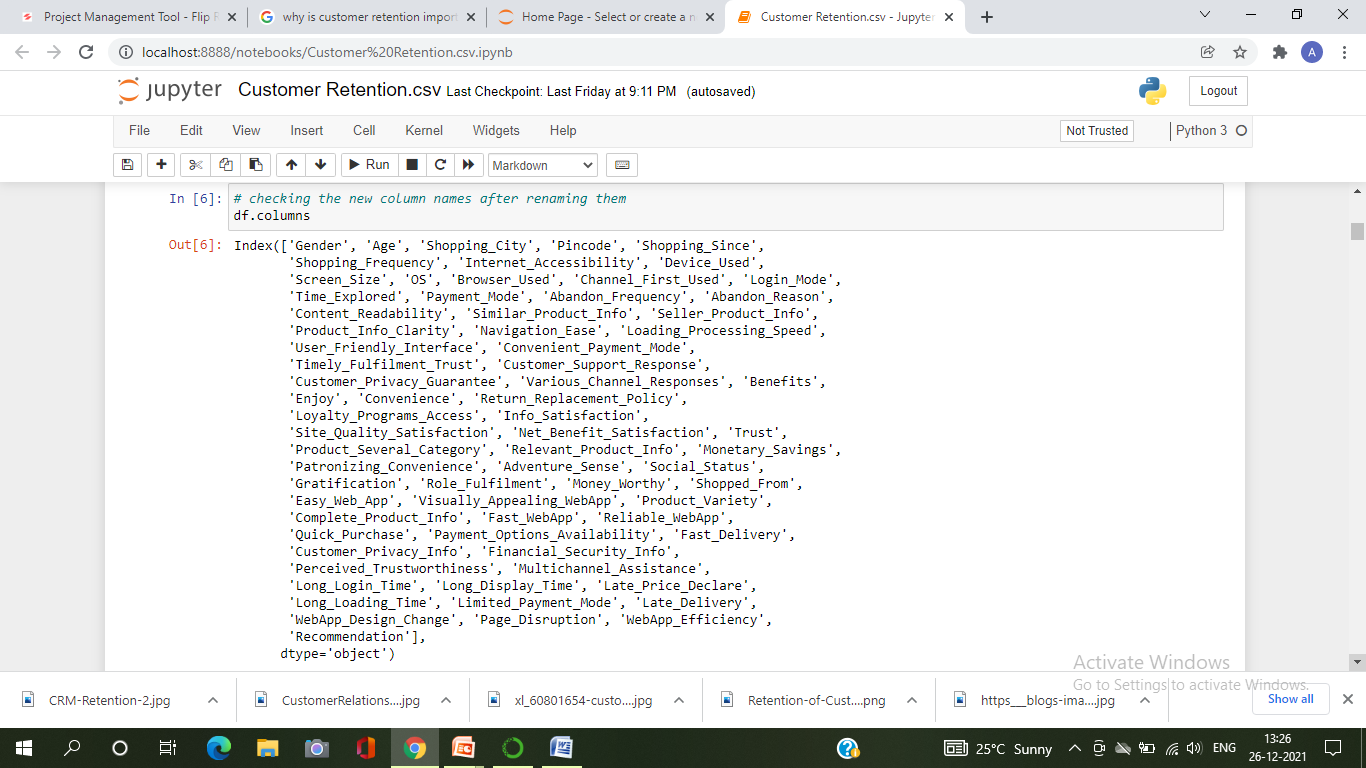 Project Management Tool - Flip R
why is customer retention import
Home Page - Select or create a n
Customer Retention.csv - Jupyter
localhost:8888/notebooks/Customer%20Retention.csv.ipynb
A
jupyter Customer Retention.csv Last Checkpoint: Last Friday at 9:11 PM (autosaved)
Logout
File Edit View Insert Cell Kernel Widgets Help
Not Trusted
Python 3
Run
Markdown
In [6]: # checking the new column names after renaming them
df.columns
Out[6]: Index(['Gender', 'Age', 'Shopping_City', 'Pincode', 'Shopping_Since',
'Shopping_Frequency', 'Internet_Accessibility', 'Device_Used',
'Screen_Size', 'OS', 'Browser_Used', 'Channel_First_Used', 'Login_Mode',
'Time_Explored', 'Payment_Mode', 'Abandon_Frequency', 'Abandon_Reason',
'Content_Readability', 'Similar_Product_Info', 'Seller_Product_Info',
'Product_Info_Clarity', 'Navigation_Ease', 'Loading_Processing_Speed',
'User_Friendly_Interface', 'Convenient_Payment_Mode',
'Timely_Fulfilment_Trust', 'Customer_Support_Response',
'Customer_Privacy_Guarantee', 'Various_Channel_Responses', 'Benefits',
'Enjoy', 'Convenience', 'Return_Replacement_Policy',
'Loyalty_Programs_Access', 'Info_Satisfaction',
'Site_Quality_Satisfaction', 'Net_Benefit_Satisfaction', 'Trust',
'Product_Several_Category', 'Relevant_Product_Info', 'Monetary_Savings',
'Patronizing_Convenience', 'Adventure_Sense', 'Social_Status',
'Gratification', 'Role_Fulfilment', 'Money_Worthy', 'Shopped_From',
'Easy_Web_App', 'Visually_Appealing_WebApp', 'Product_Variety',
'Complete_Product_Info', 'Fast_WebApp', 'Reliable_WebApp',
'Quick_Purchase', 'Payment_Options_Availability', 'Fast_Delivery',
'Customer_Privacy_Info', 'Financial_Security_Info',
'Perceived_Trustworthiness', 'Multichannel_Assistance',
'Long_Login_Time', 'Long_Display_Time', 'Late_Price_Declare',
'Long_Loading_Time', 'Limited_Payment_Mode', 'Late_Delivery',
'WebApp_Design_Change', 'Page_Disruption', 'WebApp_Efficiency',
'Recommendation'],
dtype='object')
Activate Windows
Go to Settings to activate Windows.
CRM-Retention-2.jpg
CustomerRelations....jpg
xl_60801654-custo....jpg
Retention-of-Cust....png
https___blogs-ima....jpg
Show all
25°C Sunny
ENG
13:26
26-12-2021